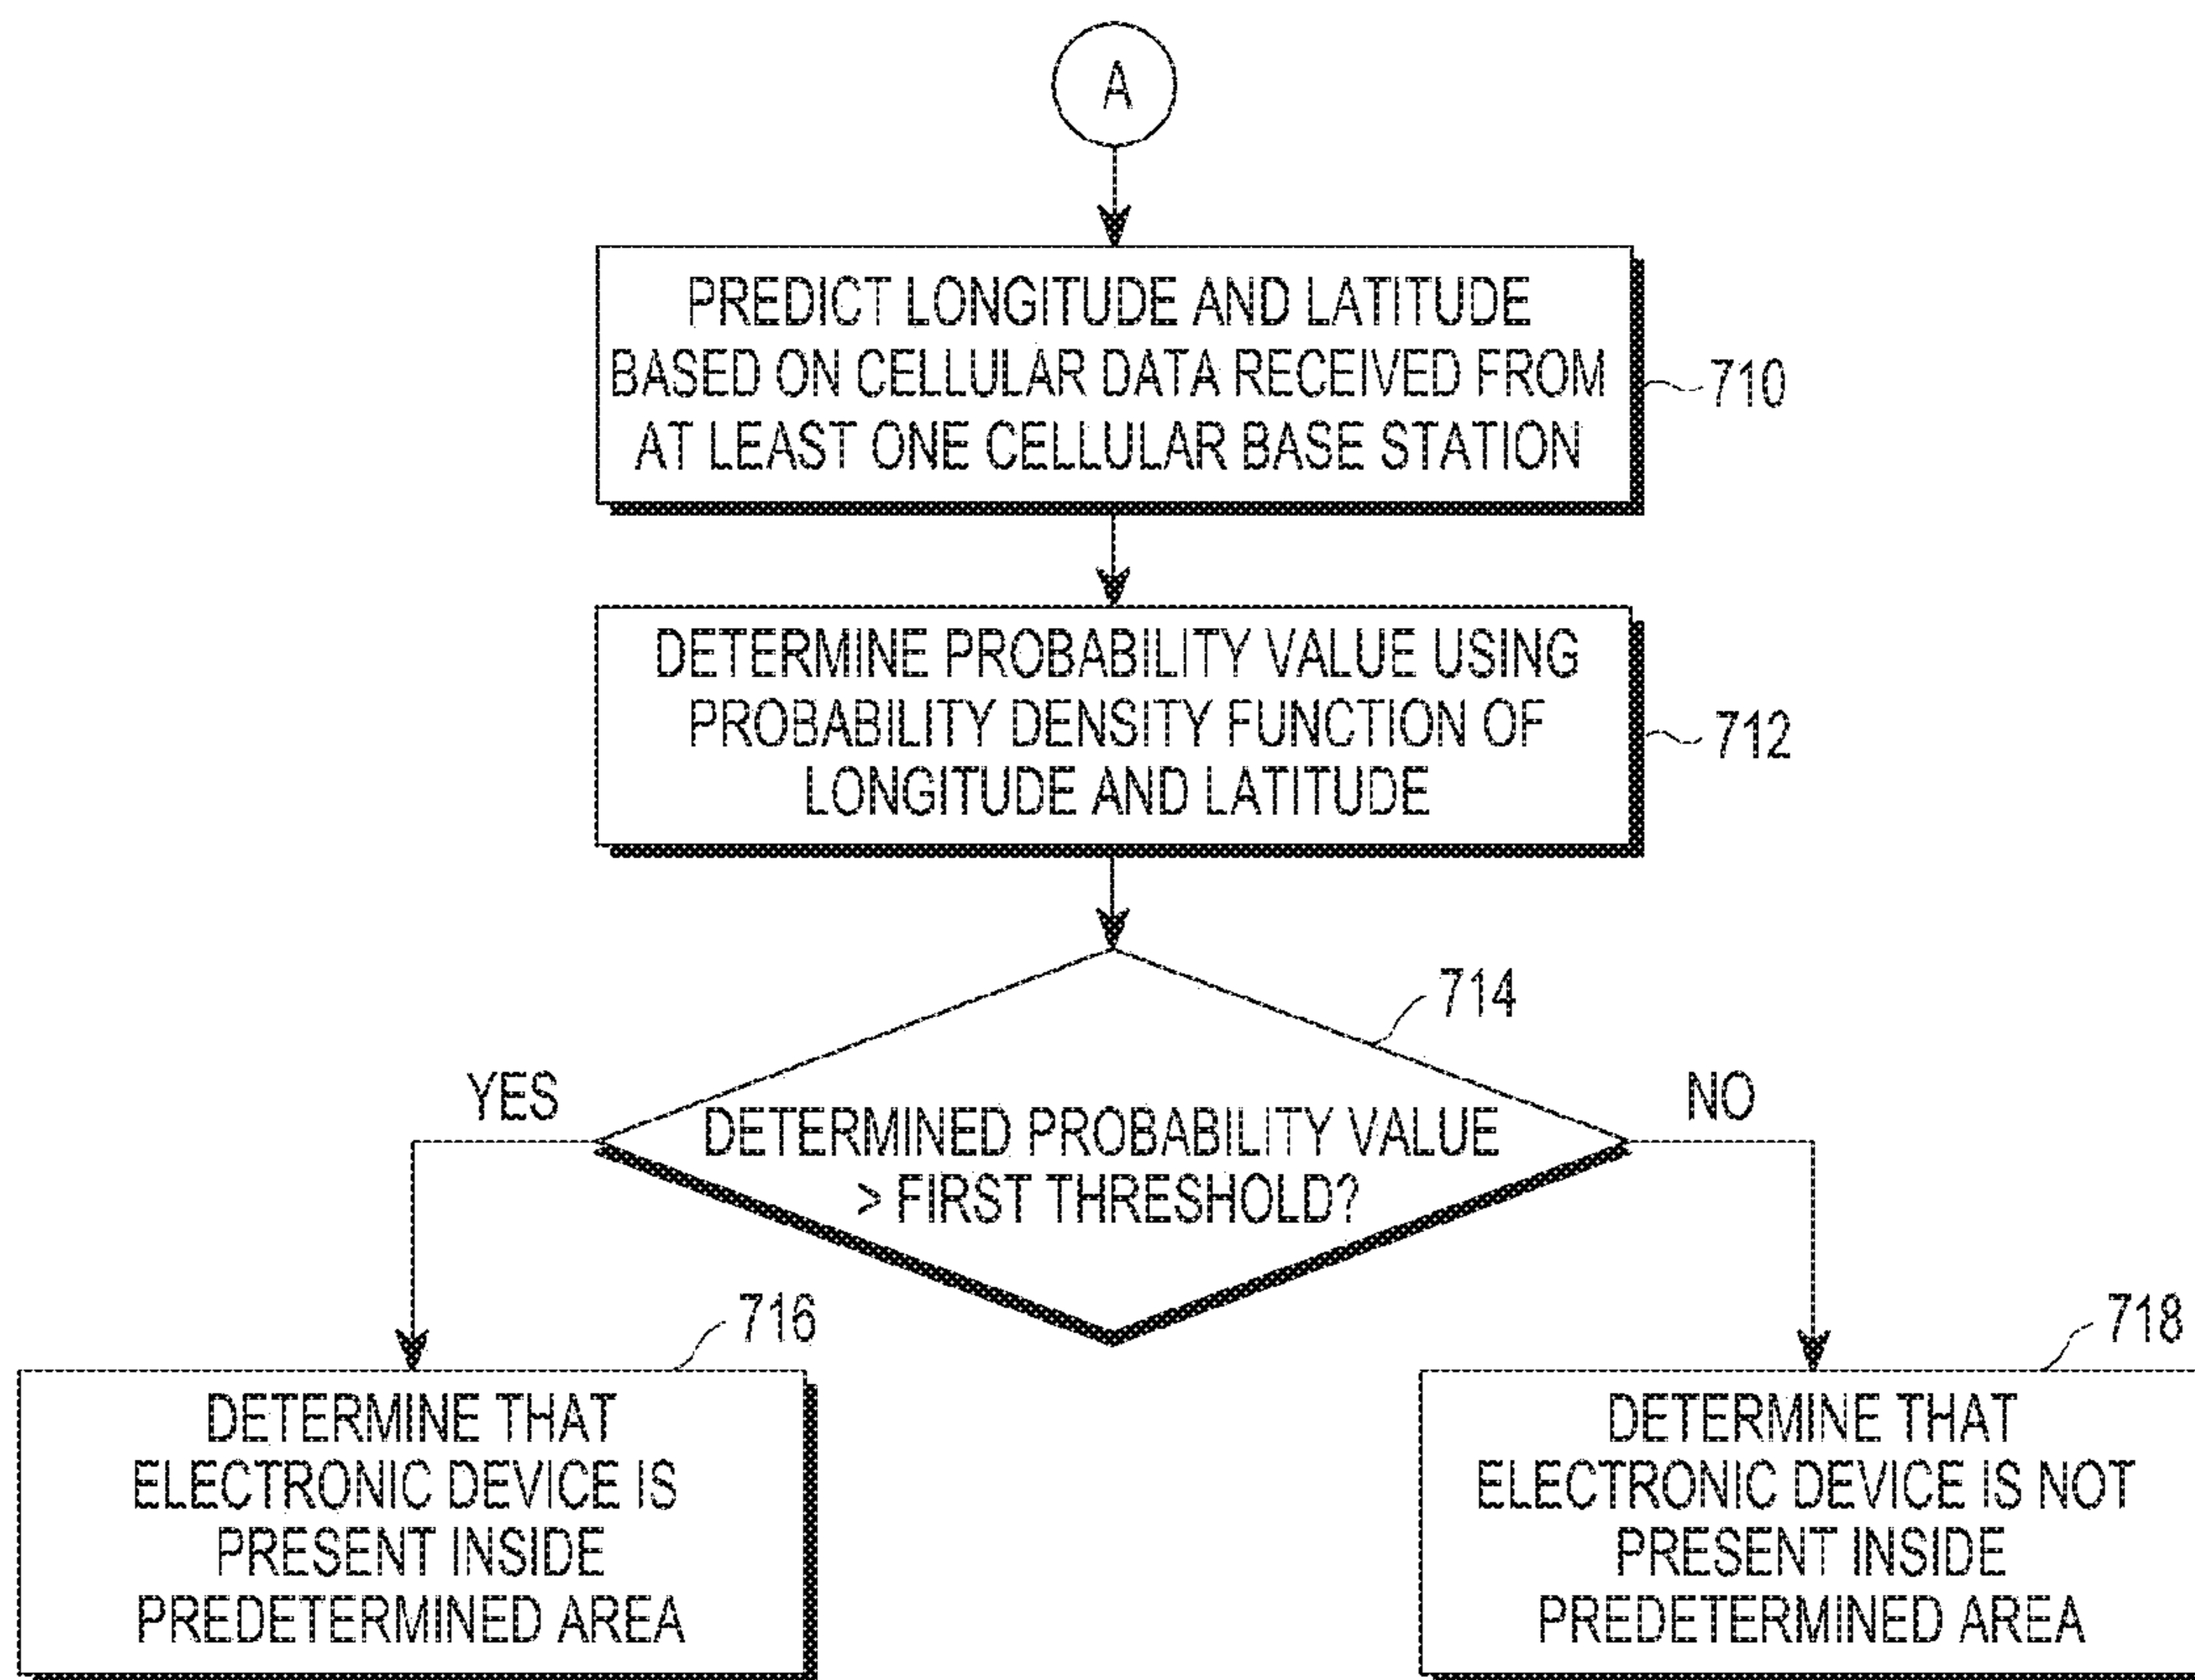 A
PREDICT LONGITUDE AND LATITUDE
BASED ON CELLULAR DATA RECEIVED FROM
AT LEAST ONE CELLULAR BASE STATION
710
DETERMINE PROBABILITY VALUE USING
PROBABILITY DENSITY FUNCTION OF
LONGITUDE AND LATITUDE
712
714
YES
NO
DETERMINED PROBABILITY VALUE
> FIRST THRESHOLD?
716
DETERMINE THAT
ELECTRONIC DEVICE IS
PRESENT INSIDE
PREDETERMINED AREA
718
DETERMINE THAT
ELECTRONIC DEVICE IS NOT
PRESENT INSIDE
PREDETERMINED AREA